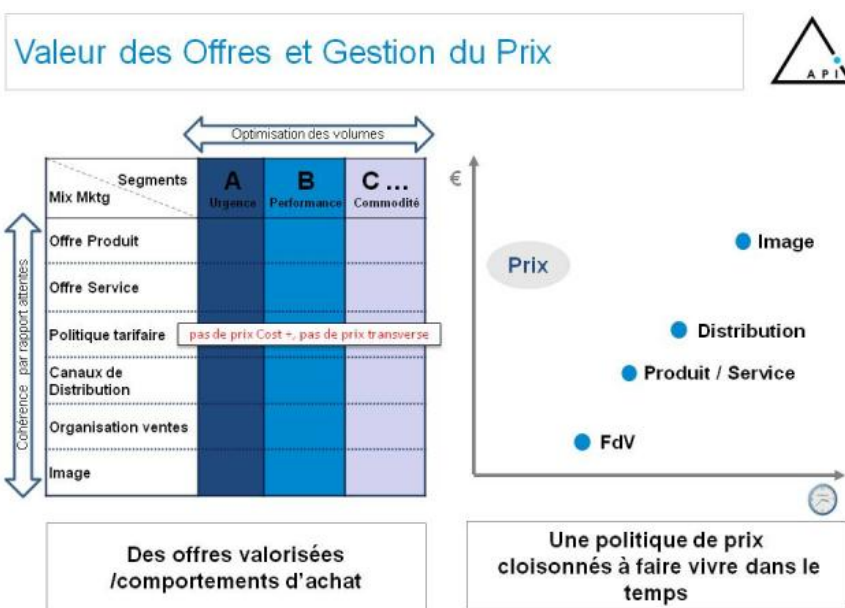 Valeur des Offres et Gestion du Prix
API
Optimisation des volumes
Segments
Mix Mktg
A
Urgence
B
Performance
C ...
Commodité
Cohérence par rapport attentes
Offre Produit
Offre Service
Politique tarifaire
pas de prix Cost +, pas de prix transverse
Canaux de
Distribution
Organisation ventes
Image
€
Prix
Image
Distribution
Produit / Service
FdV
Des offres valorisées
/comportements d'achat
Une politique de prix
cloisonnés à faire vivre dans le
temps